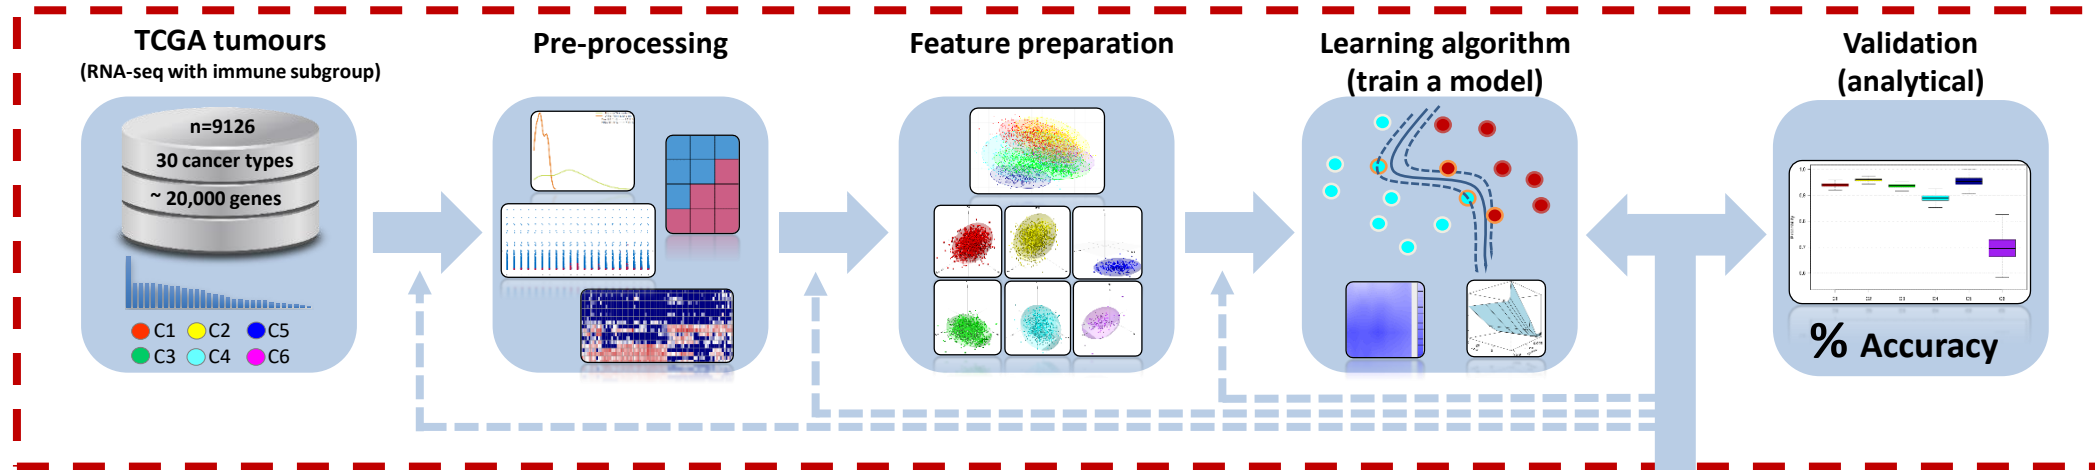 TCGA tumours
(RNA-seq with immune subgroup)
n=9126
30 cancer types
~ 20,000 genes
C1 C2 C5
C3 C4 C6
Pre-processing
Feature preparation
Learning algorithm
(train a model)
Validation
(analytical)
% Accuracy